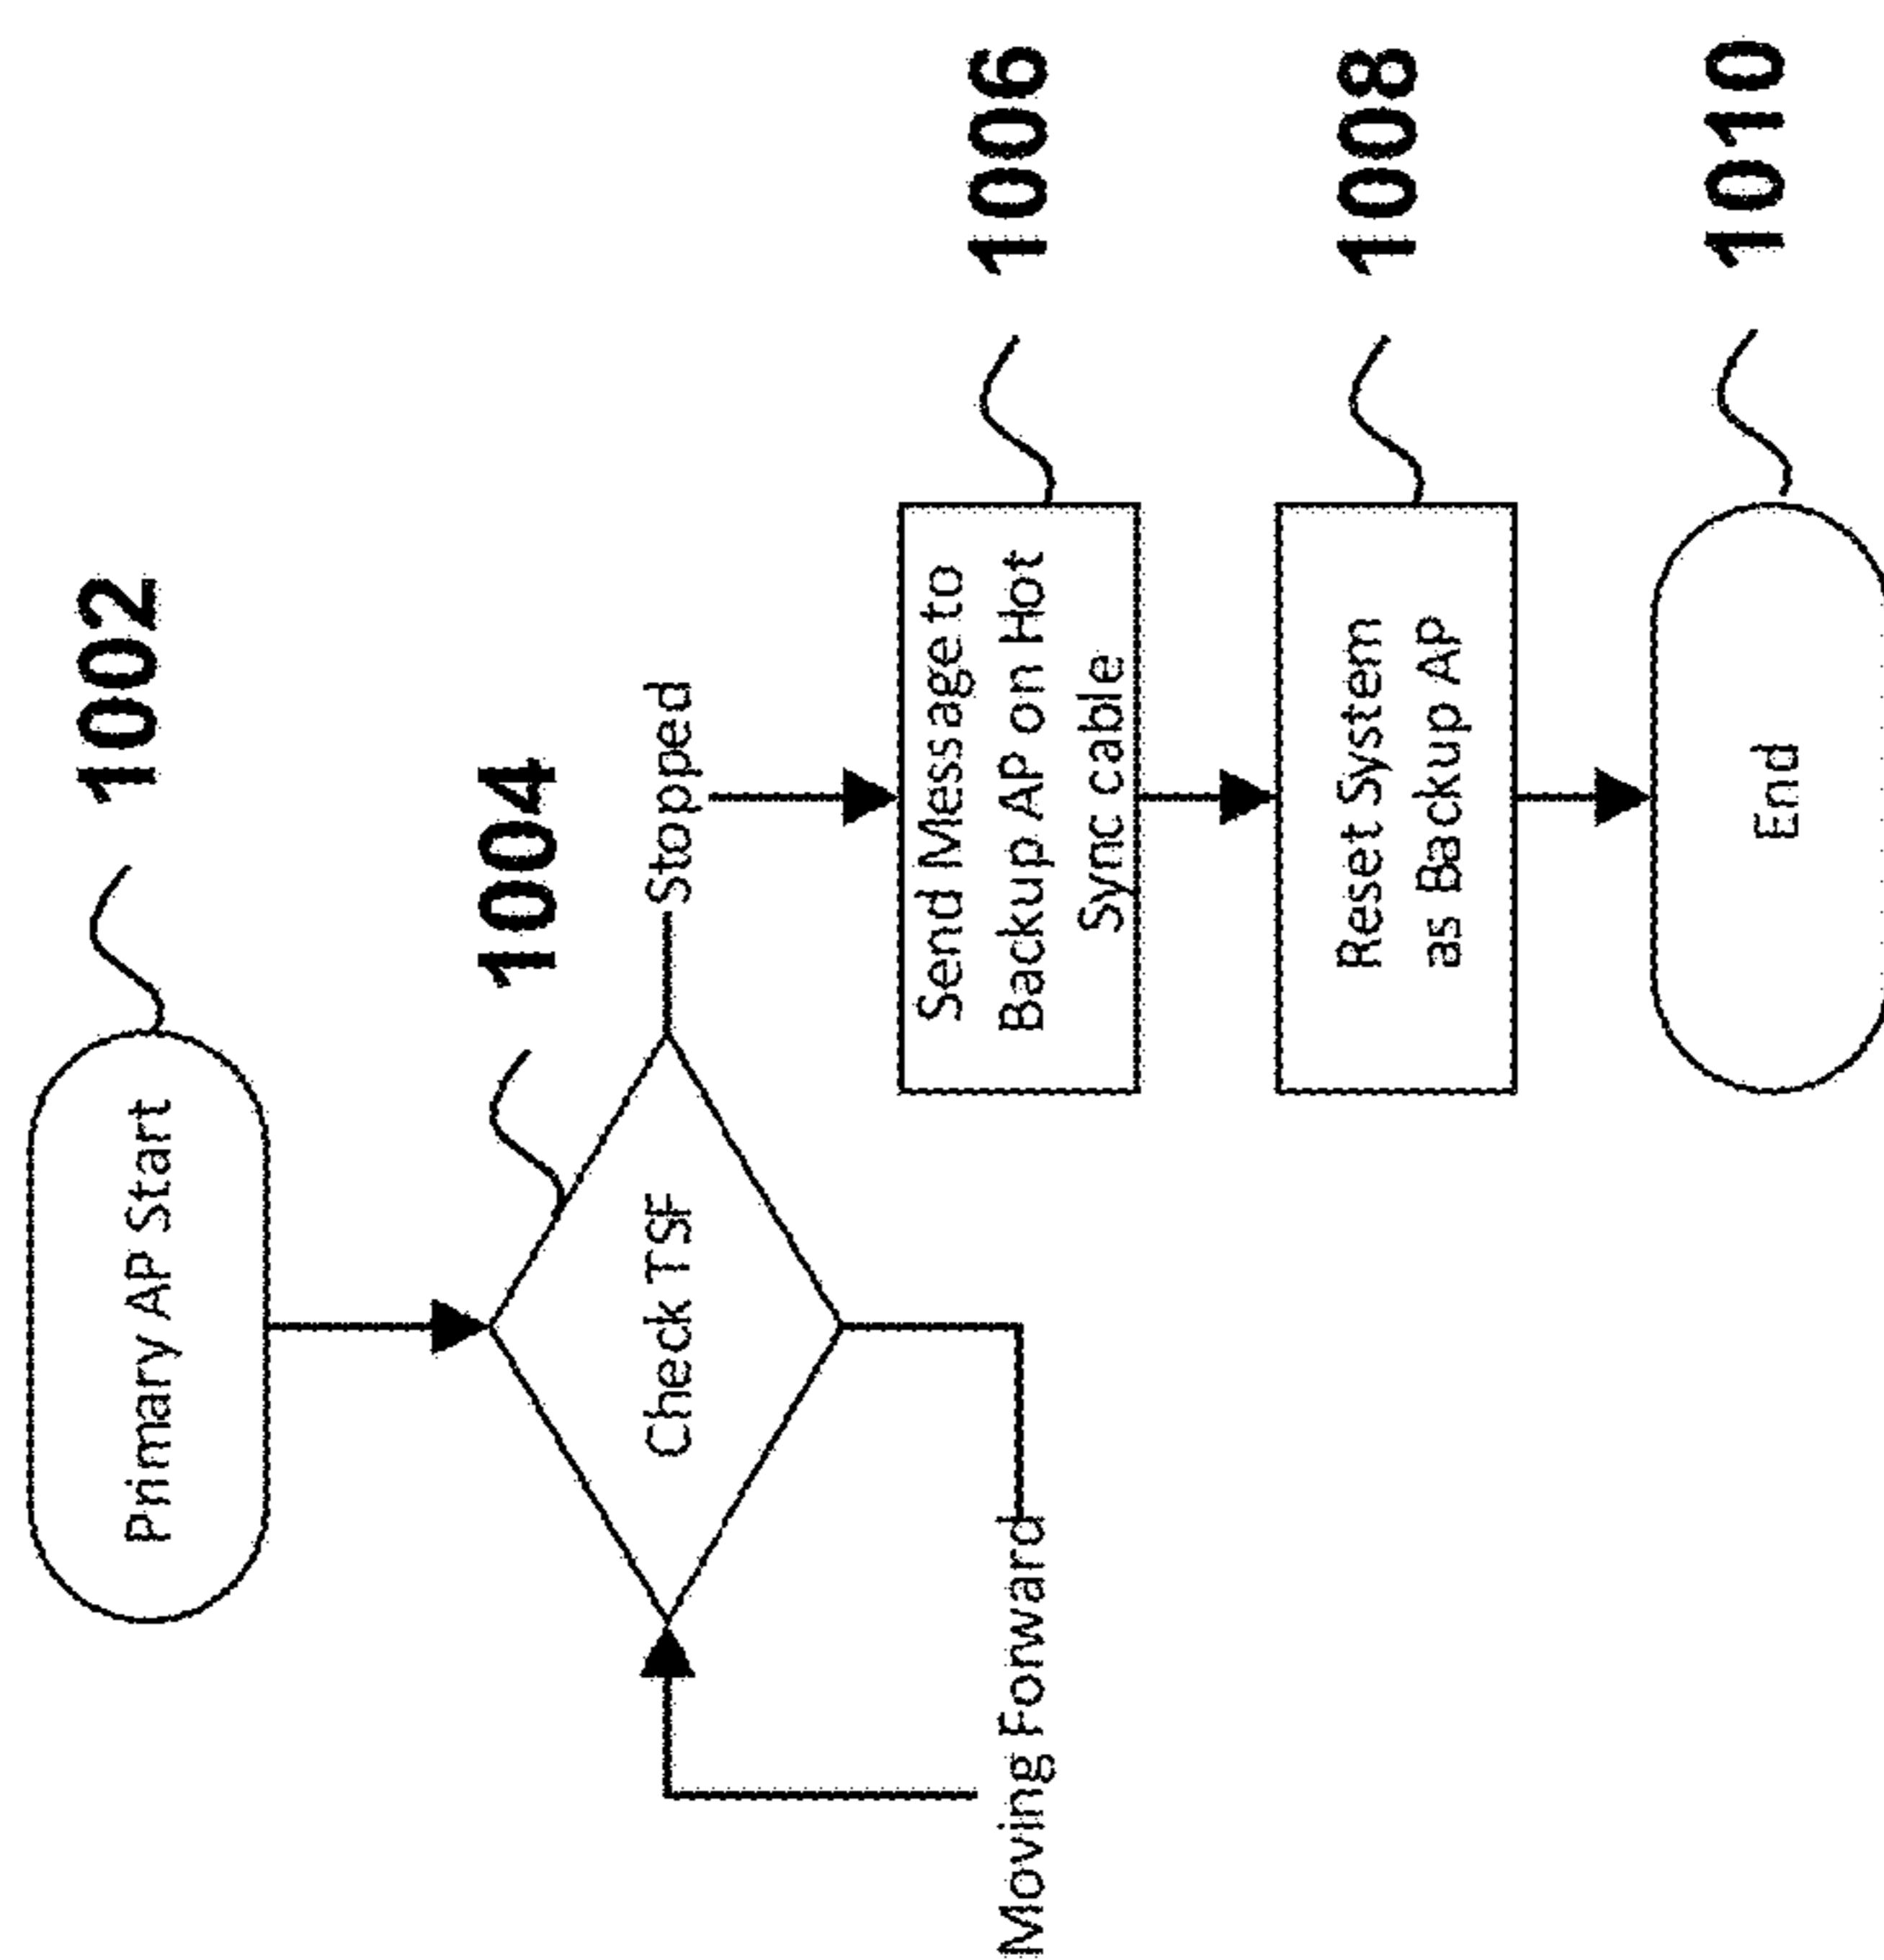 Primary AP Start
1002
Check TSF
1004
Stopped
Moving Forward
Send Message to
Backup AP on Hot
Sync cable
1006
Reset System
as Backup AP
1008
End
1010